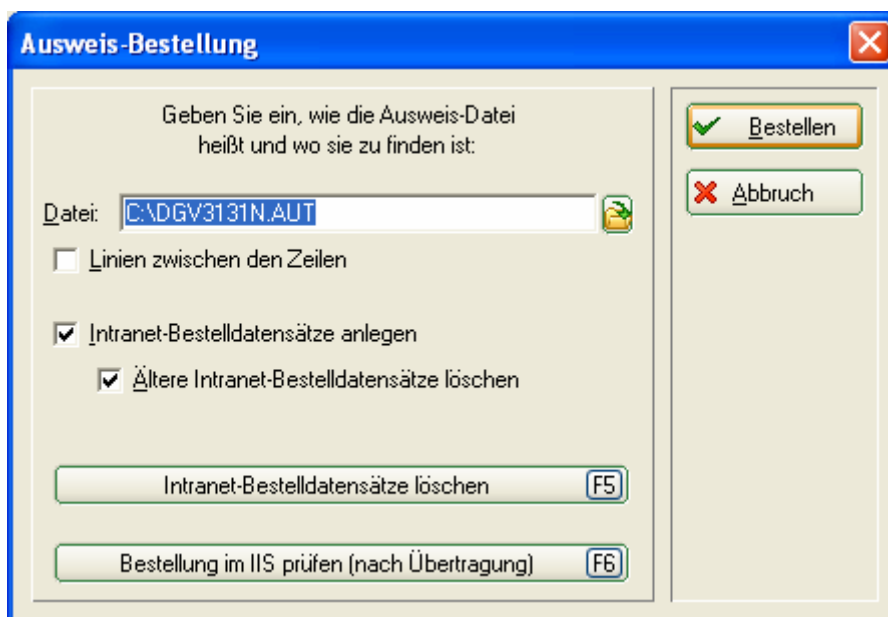 Ausweis-Bestellung
Geben Sie ein, wie die Ausweis-Datei
heißt und wo sie zu finden ist:
Datei: C:\DGV3131N.AUT
Linien zwischen den Zeilen
Intranet-Bestelldatensätze anlegen
Ältere Intranet-Bestelldatensätze löschen
Intranet-Bestelldatensätze löschen F5
Bestellung im IIS prüfen (nach Übertragung) F6
Bestellen
Abbruch